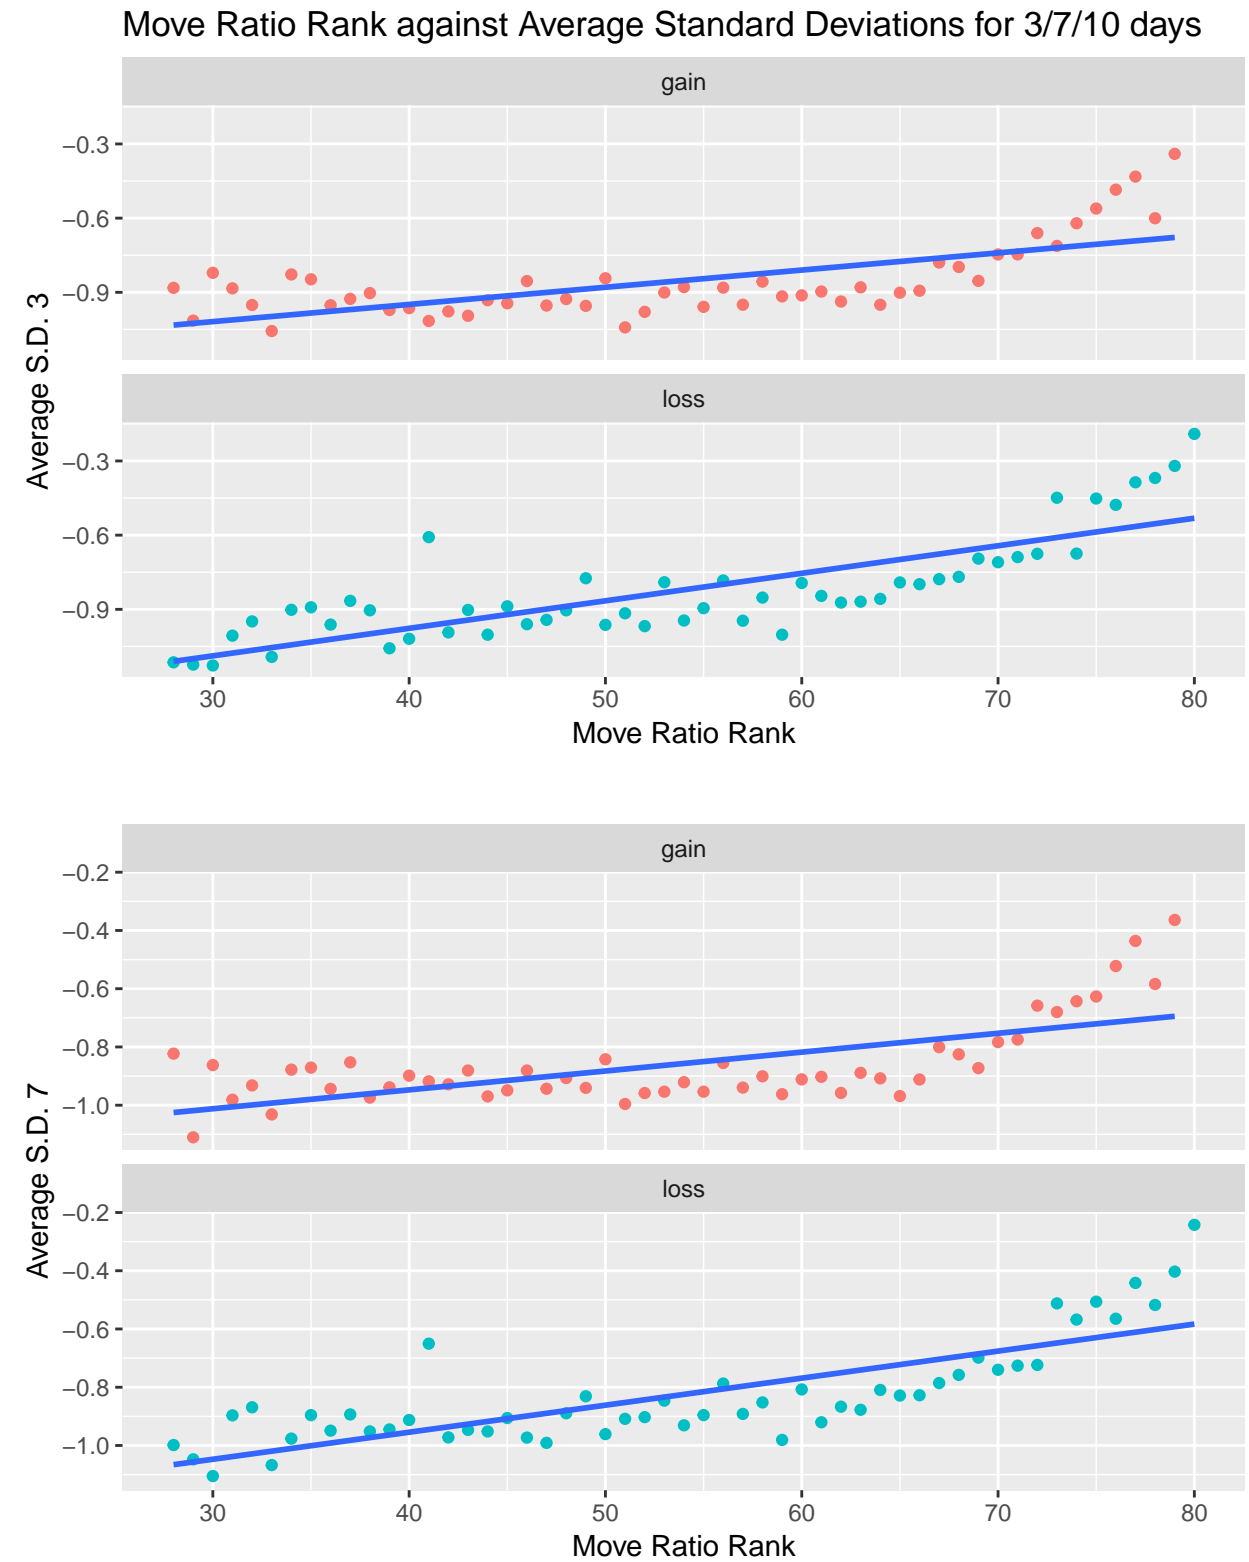 Move Ratio Rank against Average Standard Deviations for 3/7/10 days
gain
−0.3
−0.6
−0.9
Average S.D. 3
loss
−0.3
−0.6
−0.9
30 40 50 60 70 80
Move Ratio Rank
gain
−0.2
−0.4
−0.6
−0.8
−1.0
Average S.D. 7
loss
−0.2
−0.4
−0.6
−0.8
−1.0
30 40 50 60 70 80
Move Ratio Rank